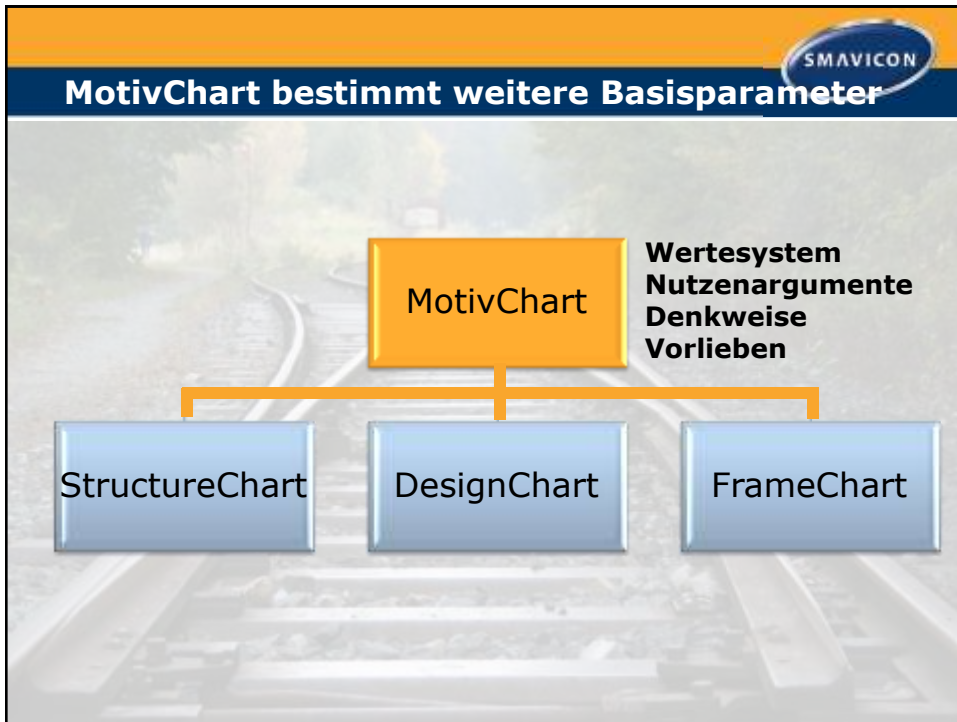 SMAVICON
MotivChart bestimmt weitere Basisparameter
MotivChart
Wertesystem
Nutzenargumente
Denkweise
Vorlieben
StructureChart
DesignChart
FrameChart